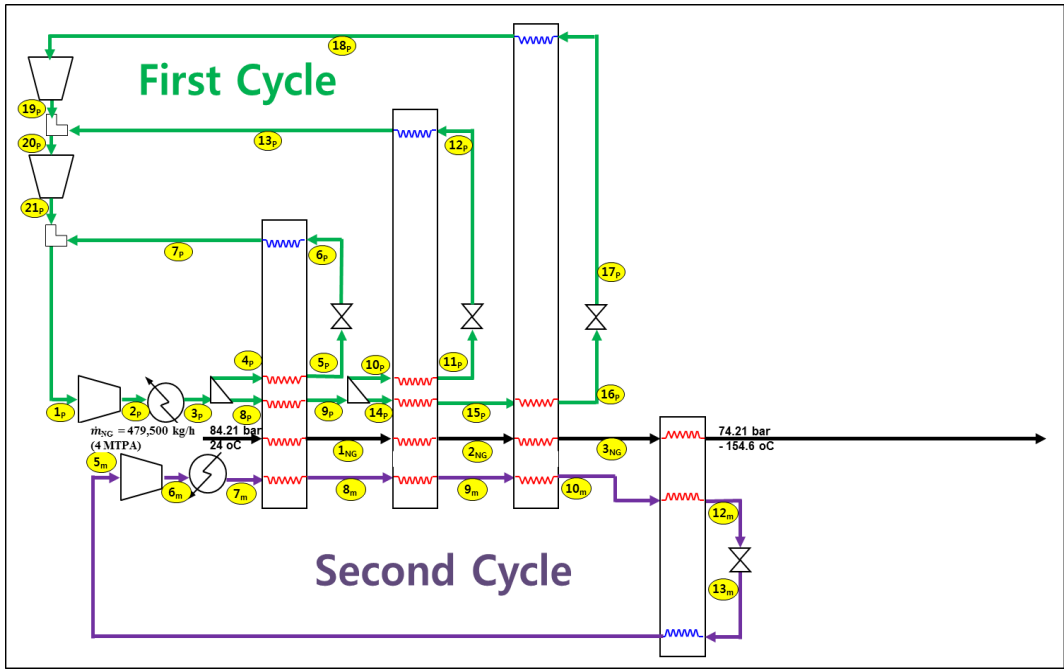 18p
First Cycle
19p
20p
13p
12p
21p
7p
6p
17p
4p
5p
10p
11p
1p
2p
3p
8p
9p
14p
15p
16p
ṁNG = 479,500 kg/h
(4 MTPA)
84.21 bar
24 oC
1NG
2NG
3NG
74.21 bar
- 154.6 oC
5m
6m
7m
8m
9m
10m
12m
13m
Second Cycle